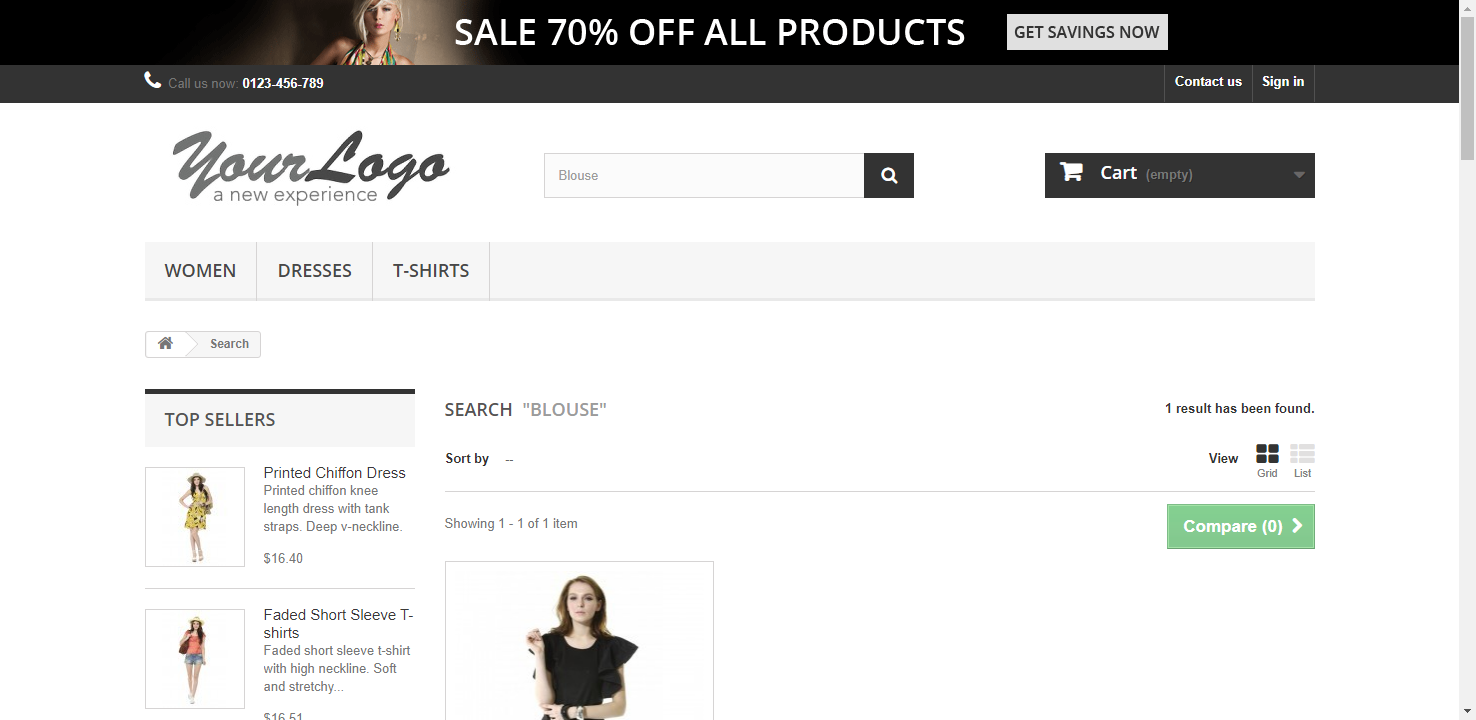 SALE 70% OFF ALL PRODUCTS
GET SAVINGS NOW
Call us now: 0123-456-789
Contact us
Sign in
YourLogo
a new experience
Blouse
Cart (empty)
WOMEN
DRESSES
T-SHIRTS
Search
TOP SELLERS
Printed Chiffon Dress
Printed chiffon knee
length dress with tank
straps. Deep v-neckline.
$16.40
Faded Short Sleeve T-
shirts
Faded short sleeve t-shirt
with high neckline. Soft
and stretchy...
$16.51
SEARCH "BLOUSE"
1 result has been found.
Sort by --
View
Grid
List
Showing 1 - 1 of 1 item
Compare (0)